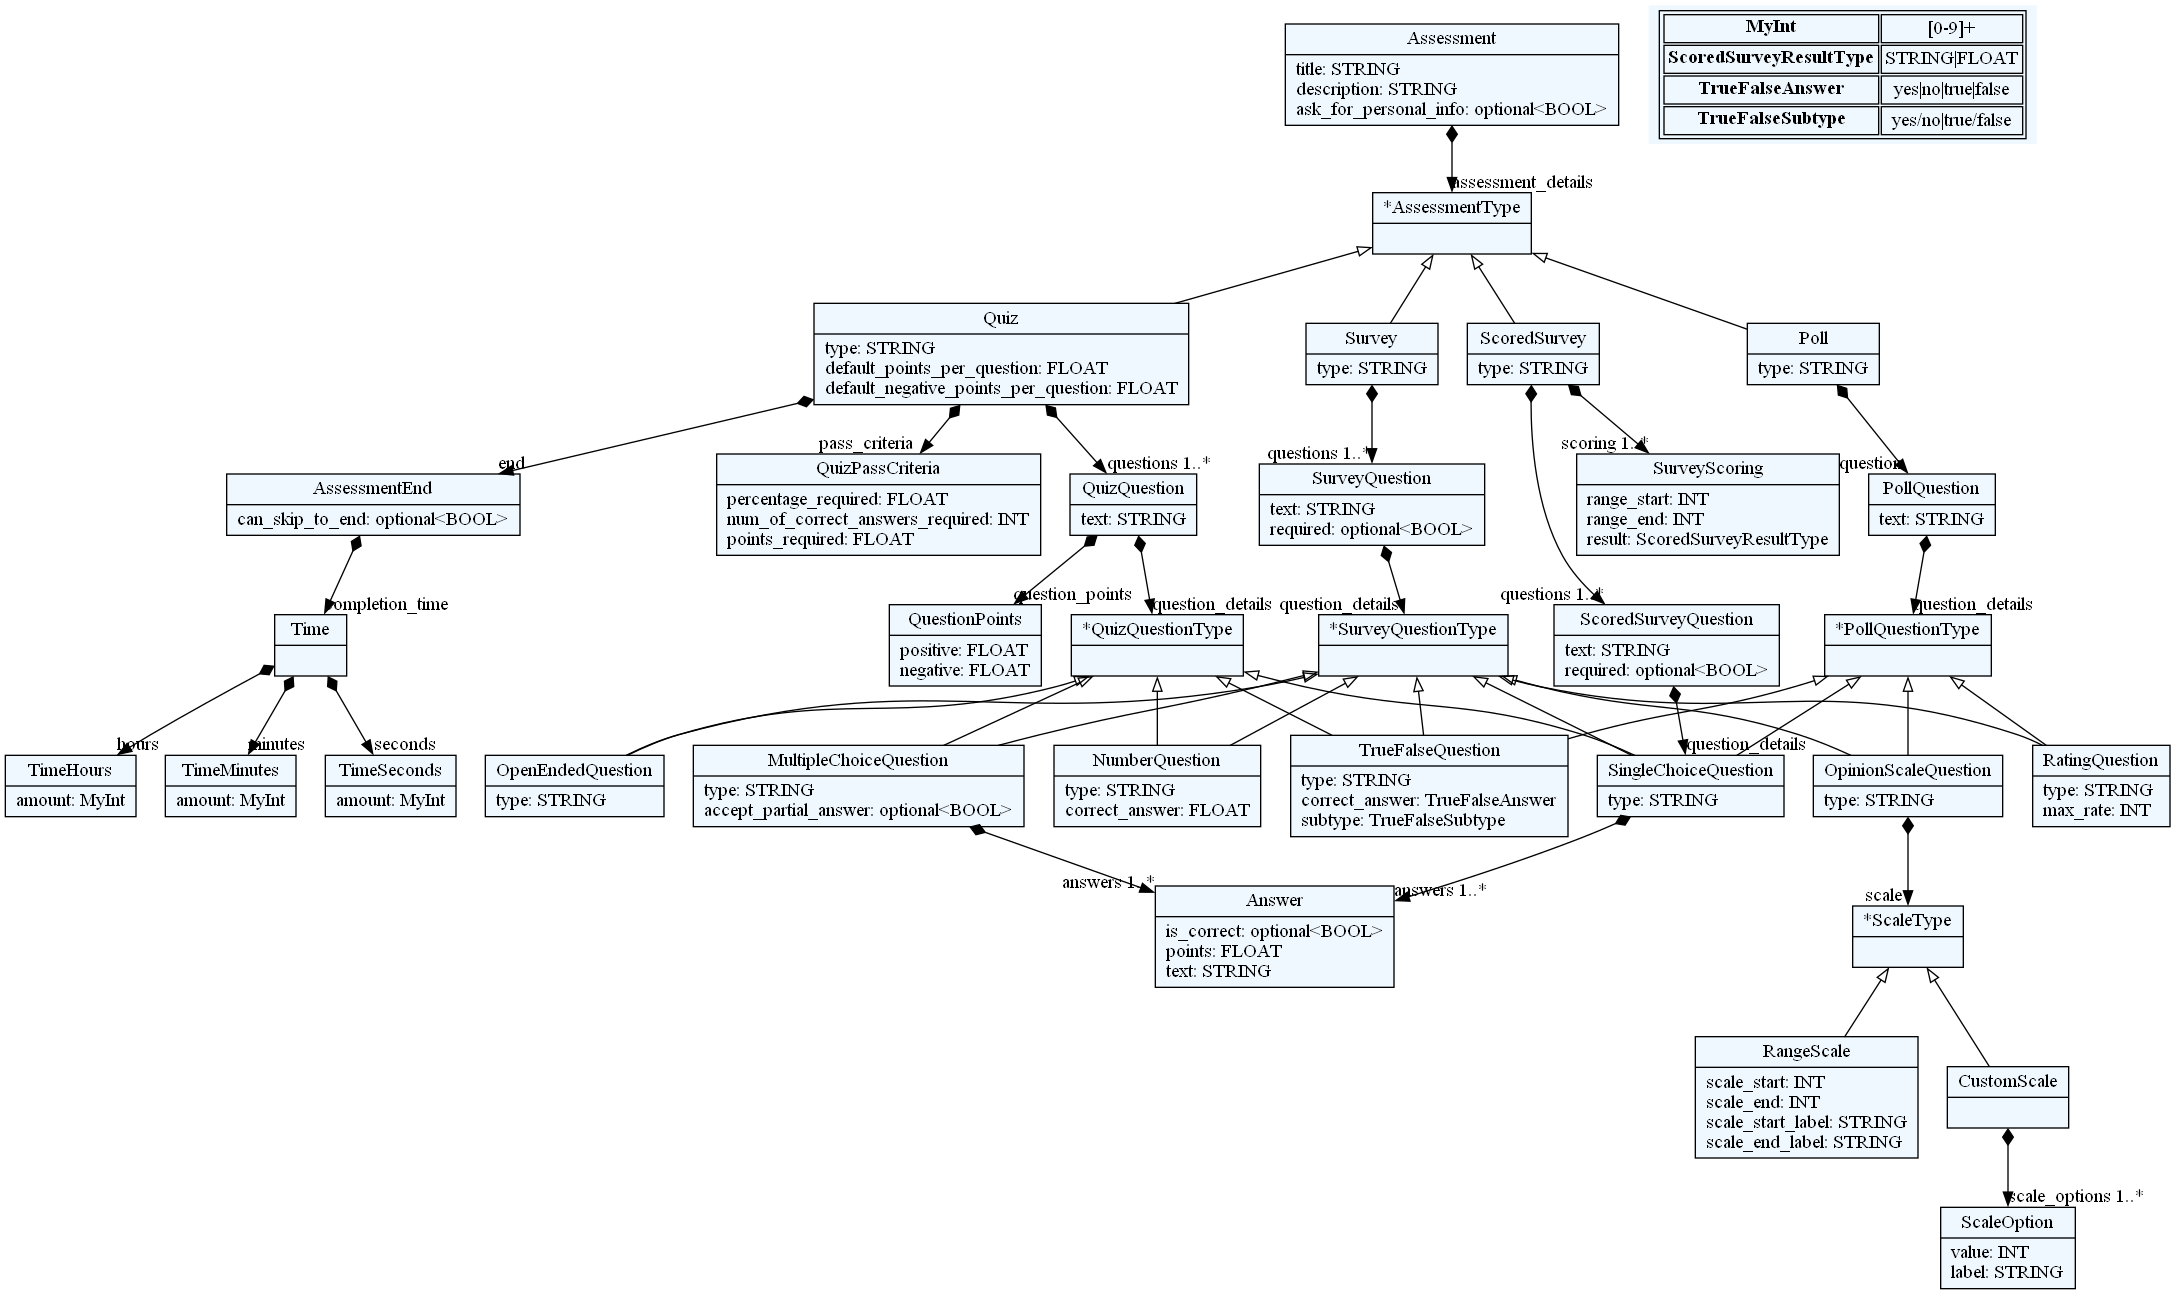 Assessment
title: STRING
description: STRING
ask_for_personal_info: optional<BOOL>
MyInt [0-9]+
ScoredSurveyResultType STRING|FLOAT
TrueFalseAnswer yes|no|true|false
TrueFalseSubtype yes/no|true/false
assessment_details
*AssessmentType
Quiz
type: STRING
default_points_per_question: FLOAT
default_negative_points_per_question: FLOAT
Survey
type: STRING
ScoredSurvey
type: STRING
Poll
type: STRING
end
pass_criteria
questions 1..*
questions 1..*
scoring 1..*
question
AssessmentEnd
can_skip_to_end: optional<BOOL>
QuizPassCriteria
percentage_required: FLOAT
num_of_correct_answers_required: INT
points_required: FLOAT
QuizQuestion
text: STRING
SurveyQuestion
text: STRING
required: optional<BOOL>
SurveyScoring
range_start: INT
range_end: INT
result: ScoredSurveyResultType
PollQuestion
text: STRING
completion_time
question_points
question_details
question_details
questions 1..*
question_details
Time
QuestionPoints
positive: FLOAT
negative: FLOAT
*QuizQuestionType
*SurveyQuestionType
ScoredSurveyQuestion
text: STRING
required: optional<BOOL>
*PollQuestionType
hours
minutes
seconds
question_details
TimeHours
amount: MyInt
TimeMinutes
amount: MyInt
TimeSeconds
amount: MyInt
OpenEndedQuestion
type: STRING
MultipleChoiceQuestion
type: STRING
accept_partial_answer: optional<BOOL>
NumberQuestion
type: STRING
correct_answer: FLOAT
TrueFalseQuestion
type: STRING
correct_answer: TrueFalseAnswer
subtype: TrueFalseSubtype
SingleChoiceQuestion
type: STRING
OpinionScaleQuestion
type: STRING
RatingQuestion
type: STRING
max_rate: INT
answers 1..*
answers 1..*
scale
Answer
is_correct: optional<BOOL>
points: FLOAT
text: STRING
*ScaleType
RangeScale
scale_start: INT
scale_end: INT
scale_start_label: STRING
scale_end_label: STRING
CustomScale
scale_options 1..*
ScaleOption
value: INT
label: STRING